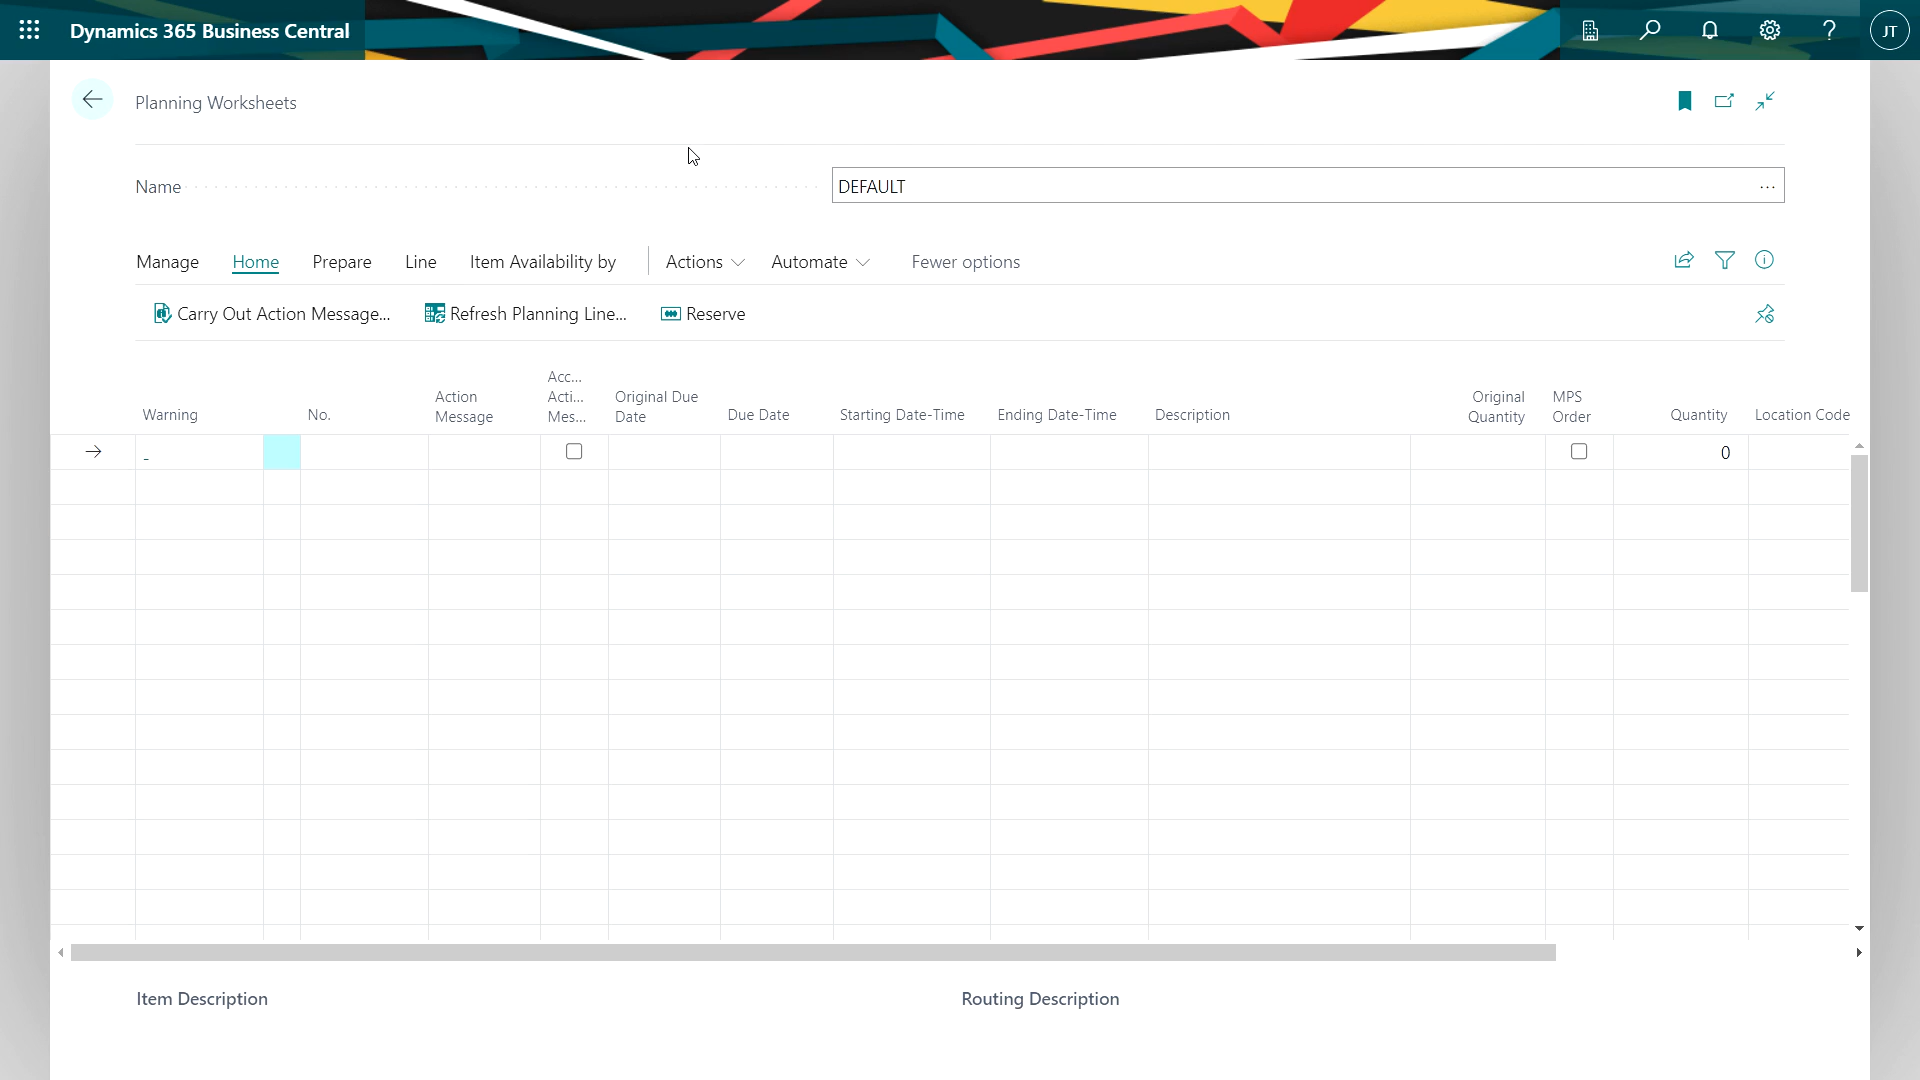 Dynamics 365 Business Central
JT
Planning Worksheets
Name
DEFAULT
...
Manage Home Prepare Line Item Availability by Actions Automate Fewer options
Carry Out Action Message... Refresh Planning Line... Reserve
Warning
No.
Action
Message
Acc...
Acti...
Mes...
Original Due
Date
Due Date
Starting Date-Time
Ending Date-Time
Description
Original
Quantity
MPS
Order
Quantity
Location Code
_
0
Item Description
Routing Description